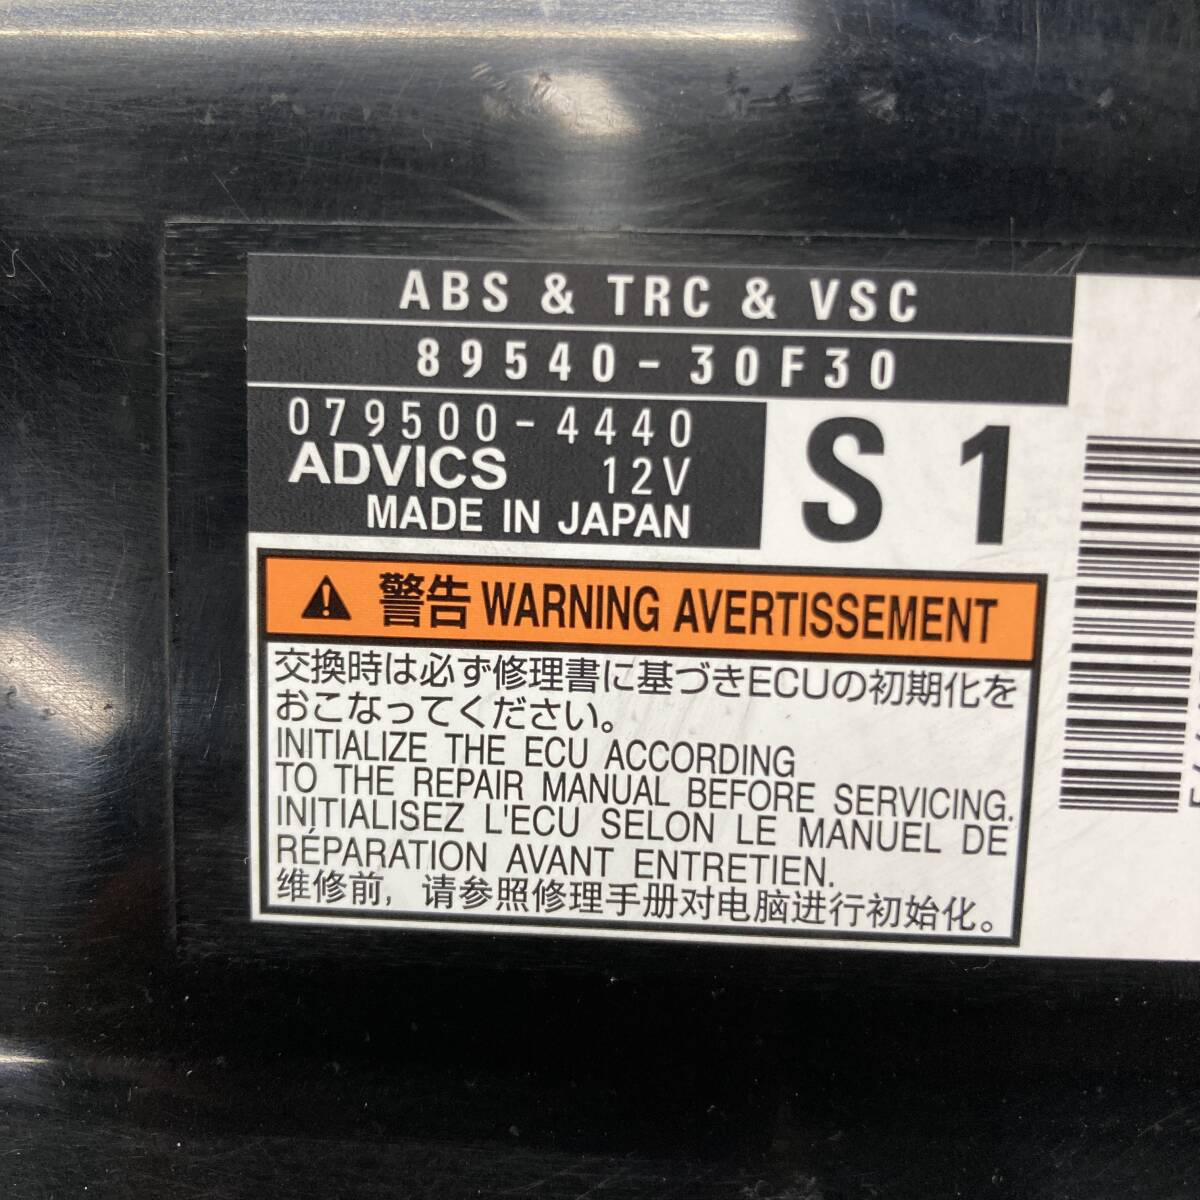 ABS & TRC & VSC
89540-30F30
079500-4440
ADVICS 12V
MADE IN JAPAN
S1
警告 WARNING AVERTISSEMENT
交換時は必ず修理書に基づきECUの初期化を
おこなってください。
INITIALIZE THE ECU ACCORDING
TO THE REPAIR MANUAL BEFORE SERVICING.
INITIALISEZ L'ECU SELON LE MANUEL DE
RÉPARATION AVANT ENTRETIEN.
维修前，请参照修理手册对电脑进行初始化。